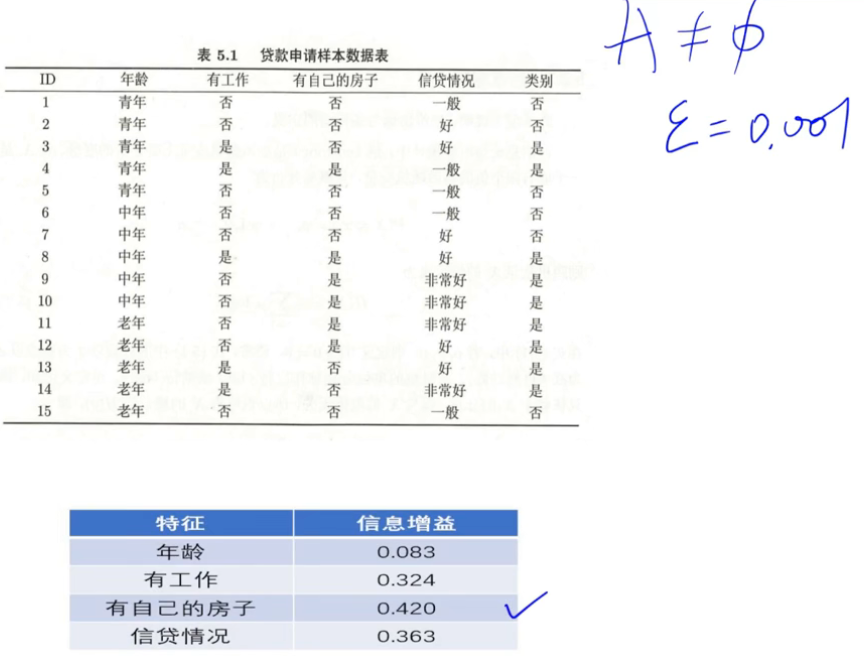 A ≠ ϕ
表 5.1 贷款申请样本数据表
ε = 0.001
ID 年龄 有工作 有自己的房子 信贷情况 类别
1 青年 否 否 一般 否
2 青年 否 否 好 否
3 青年 是 否 好 是
4 青年 是 是 一般 是
5 青年 否 否 一般 否
6 中年 否 否 一般 否
7 中年 否 否 好 否
8 中年 是 是 好 是
9 中年 否 是 非常好 是
10 中年 否 是 非常好 是
11 老年 否 是 非常好 是
12 老年 否 是 好 是
13 老年 是 否 好 是
14 老年 是 否 非常好 是
15 老年 否 否 一般 否
特征 信息增益
年龄 0.083
有工作 0.324
有自己的房子 0.420
信贷情况 0.363